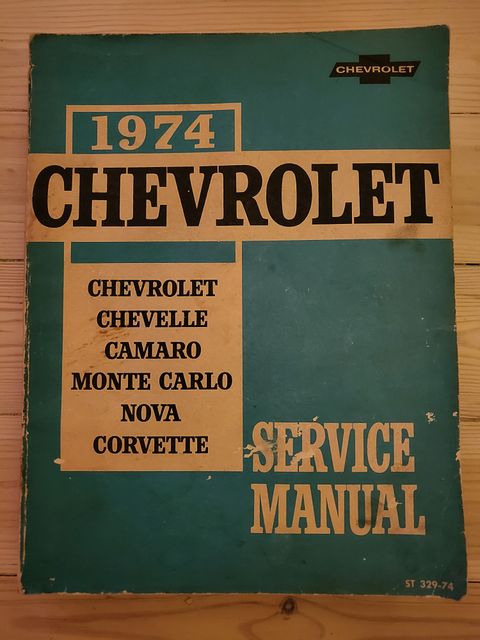 CHEVROLET
1974
CHEVROLET
CHEVROLET
CHEVELLE
CAMARO
MONTE CARLO
NOVA
CORVETTE
SERVICE
MANUAL
ST 329-74